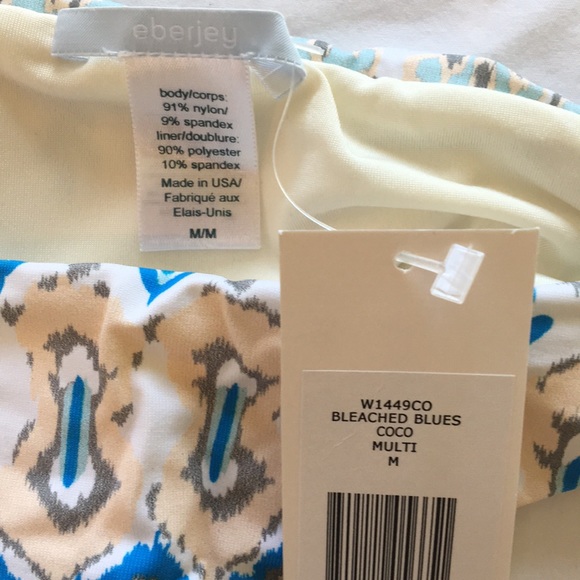 eberjey
body/corps:
91% nylon/
9% spandex
liner/doublure:
90% polyester
10% spandex
Made in USA/
Fabriqué aux
Elais-Unis
M/M
W1449CO
BLEACHED BLUES
COCO
MULTI
M